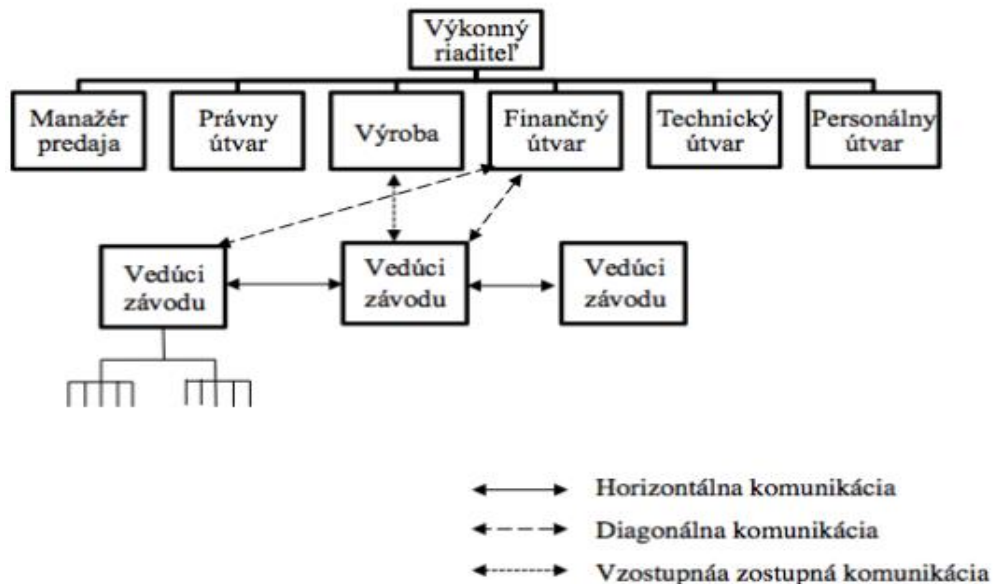 Výkonný
riaditeľ
Manažér
predaja
Právny
útvar
Výroba
Finančný
útvar
Technický
útvar
Personálny
útvar
Vedúci
závodu
Vedúci
závodu
Vedúci
závodu
Horizontálna komunikácia
Diagonálna komunikácia
Vzostupnáa zostupná komunikácia